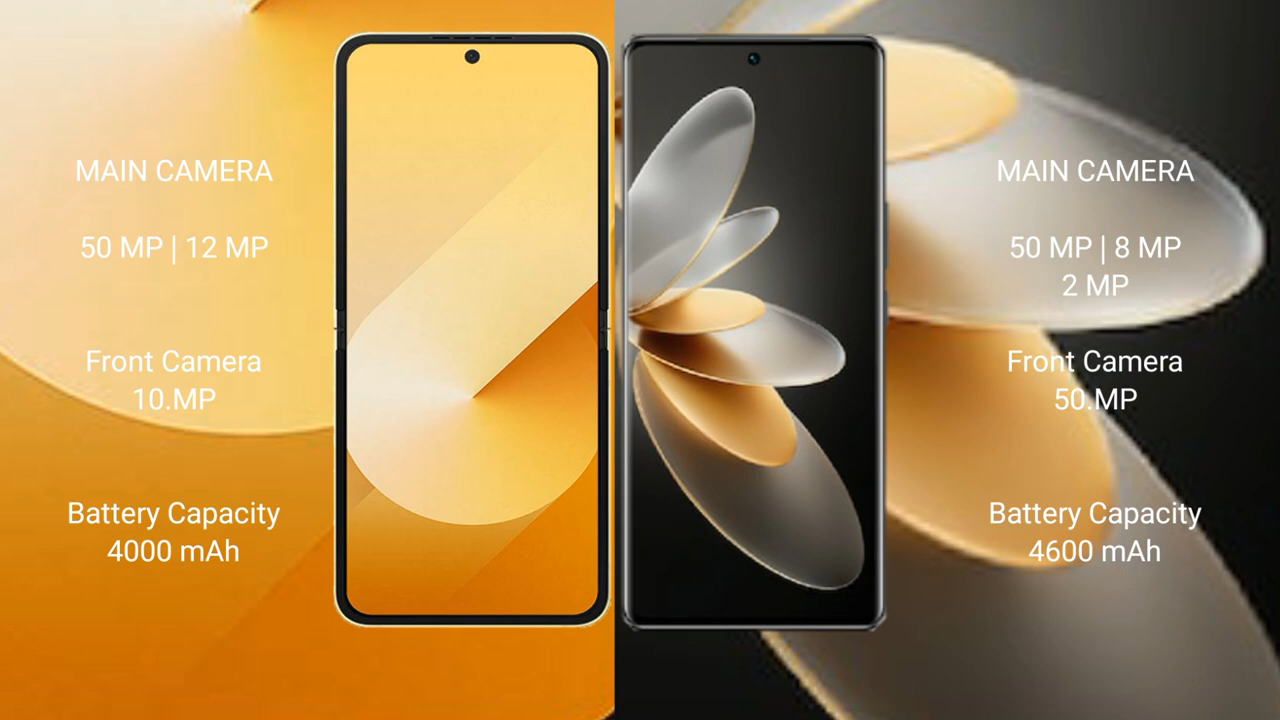 MAIN CAMERA
50 MP | 12 MP
Front Camera
10.MP
Battery Capacity
4000 mAh
MAIN CAMERA
50 MP | 8 MP
2 MP
Front Camera
50.MP
Battery Capacity
4600 mAh